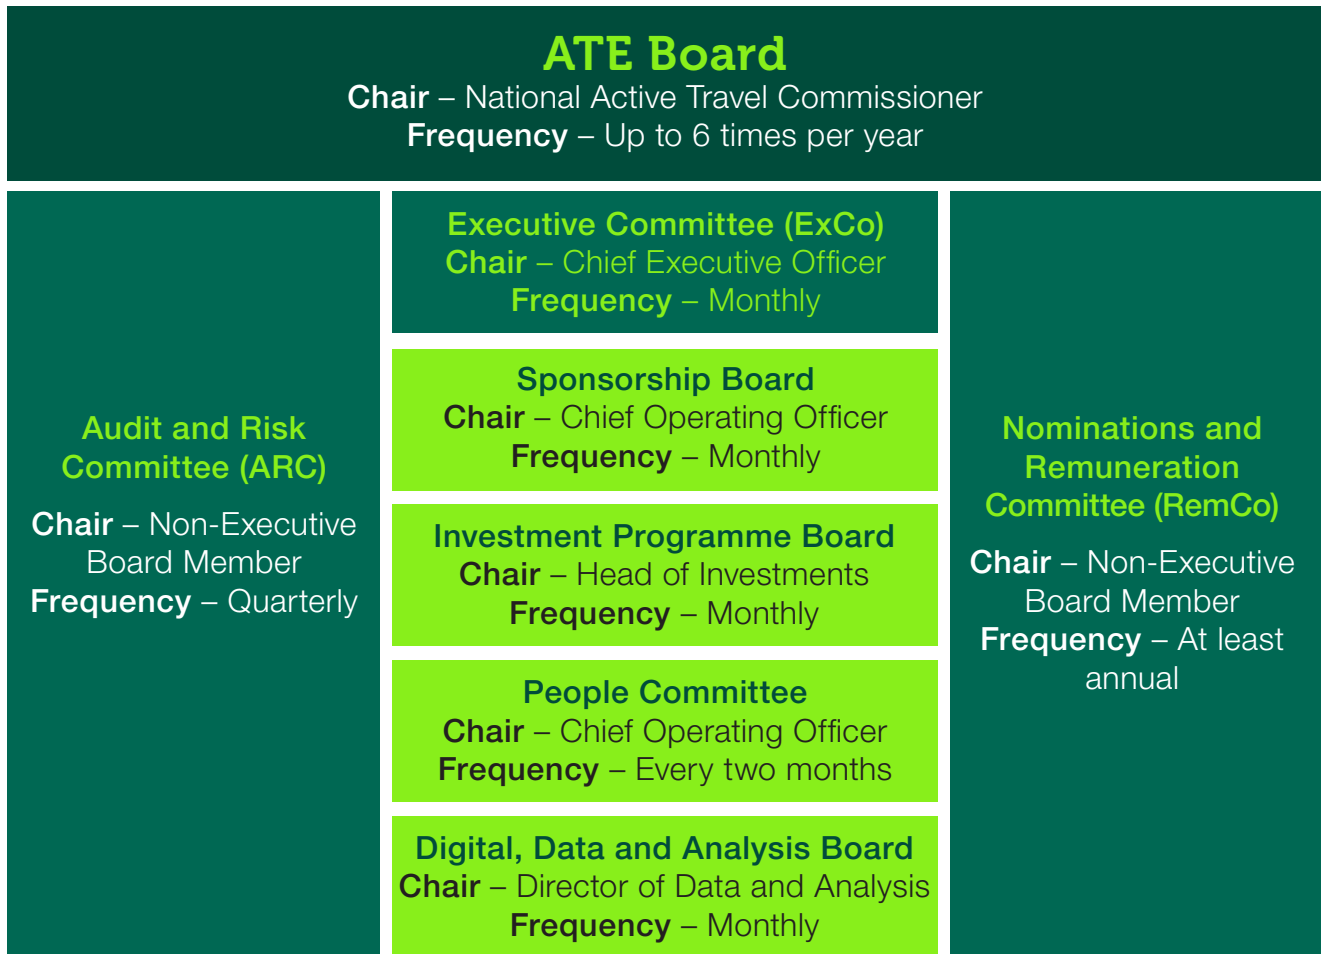 ATE Board
Chair – National Active Travel Commissioner
Frequency – Up to 6 times per year
Audit and Risk
Committee (ARC)
Chair – Non-Executive
Board Member
Frequency – Quarterly
Executive Committee (ExCo)
Chair – Chief Executive Officer
Frequency – Monthly
Sponsorship Board
Chair – Chief Operating Officer
Frequency – Monthly
Investment Programme Board
Chair – Head of Investments
Frequency – Monthly
People Committee
Chair – Chief Operating Officer
Frequency – Every two months
Digital, Data and Analysis Board
Chair – Director of Data and Analysis
Frequency – Monthly
Nominations and
Remuneration
Committee (RemCo)
Chair – Non-Executive
Board Member
Frequency – At least
annual